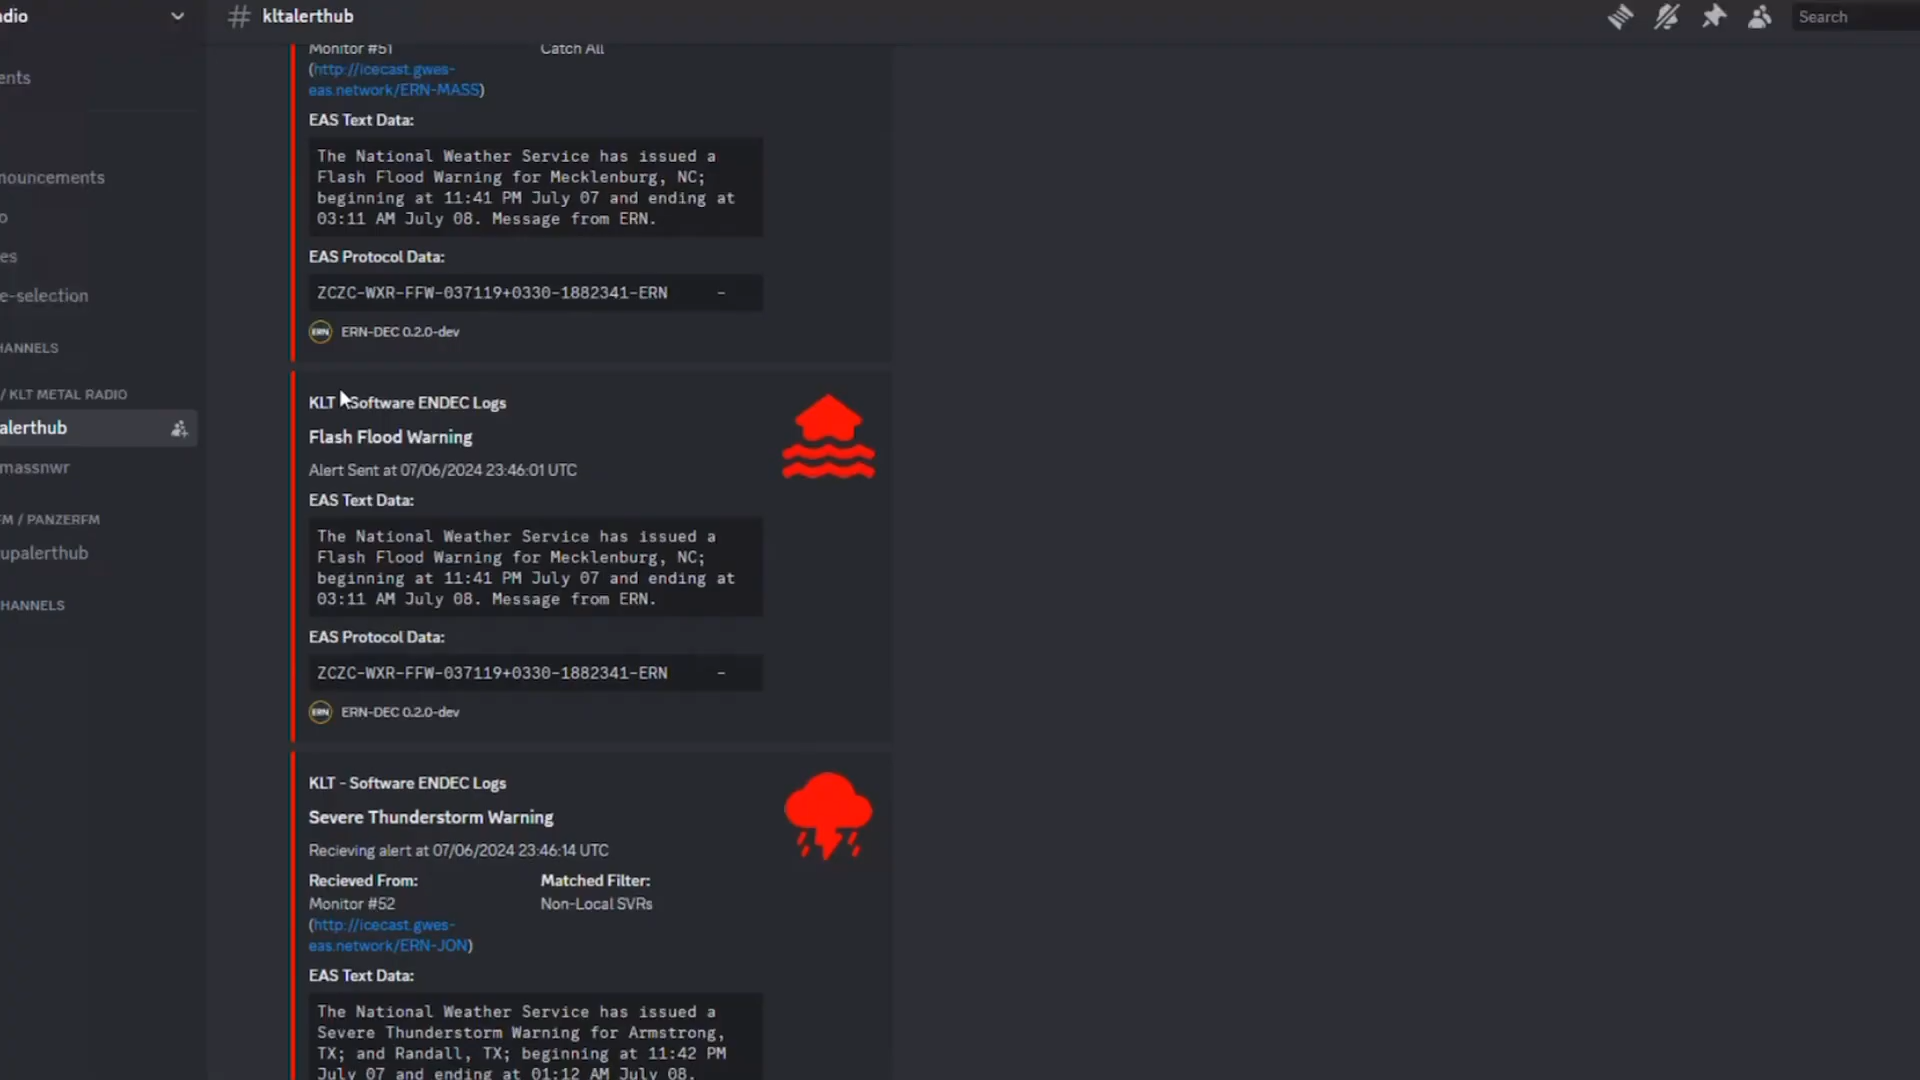 dio
# kltalerthub
Search
ents
nouncements
o
es
e-selection
HANNELS
/ KLT METAL RADIO
alerthub
massnwr
FM / PANZERFM
upalerthub
HANNELS
Monitor #51
Catch All
(http://icecast.gwes-
eas.network/ERN-MASS)
EAS Text Data:
The National Weather Service has issued a
Flash Flood Warning for Mecklenburg, NC;
beginning at 11:41 PM July 07 and ending at
03:11 AM July 08. Message from ERN.
EAS Protocol Data:
ZCZC-WXR-FFW-037119+0330-1882341-ERN     -
ERN
ERN-DEC 0.2.0-dev
KLT - Software ENDEC Logs
Flash Flood Warning
Alert Sent at 07/06/2024 23:46:01 UTC
EAS Text Data:
The National Weather Service has issued a
Flash Flood Warning for Mecklenburg, NC;
beginning at 11:41 PM July 07 and ending at
03:11 AM July 08. Message from ERN.
EAS Protocol Data:
ZCZC-WXR-FFW-037119+0330-1882341-ERN     -
ERN
ERN-DEC 0.2.0-dev
KLT - Software ENDEC Logs
Severe Thunderstorm Warning
Recieving alert at 07/06/2024 23:46:14 UTC
Recieved From:
Matched Filter:
Monitor #52
Non-Local SVRs
(http://icecast.gwes-
eas.network/ERN-JON)
EAS Text Data:
The National Weather Service has issued a
Severe Thunderstorm Warning for Armstrong,
TX; and Randall, TX; beginning at 11:42 PM
July 07 and ending at 01:12 AM July 08.